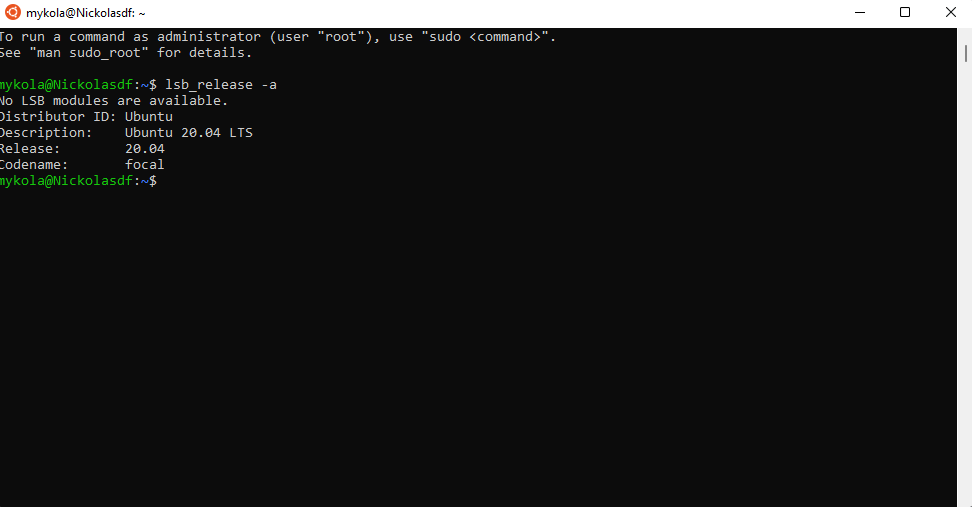 mykola@Nickolasdf: ~
To run a command as administrator (user "root"), use "sudo <command>".
See "man sudo_root" for details.
mykola@Nickolasdf:~$ lsb_release -a
No LSB modules are available.
Distributor ID: Ubuntu
Description:    Ubuntu 20.04 LTS
Release:        20.04
Codename:       focal
mykola@Nickolasdf:~$